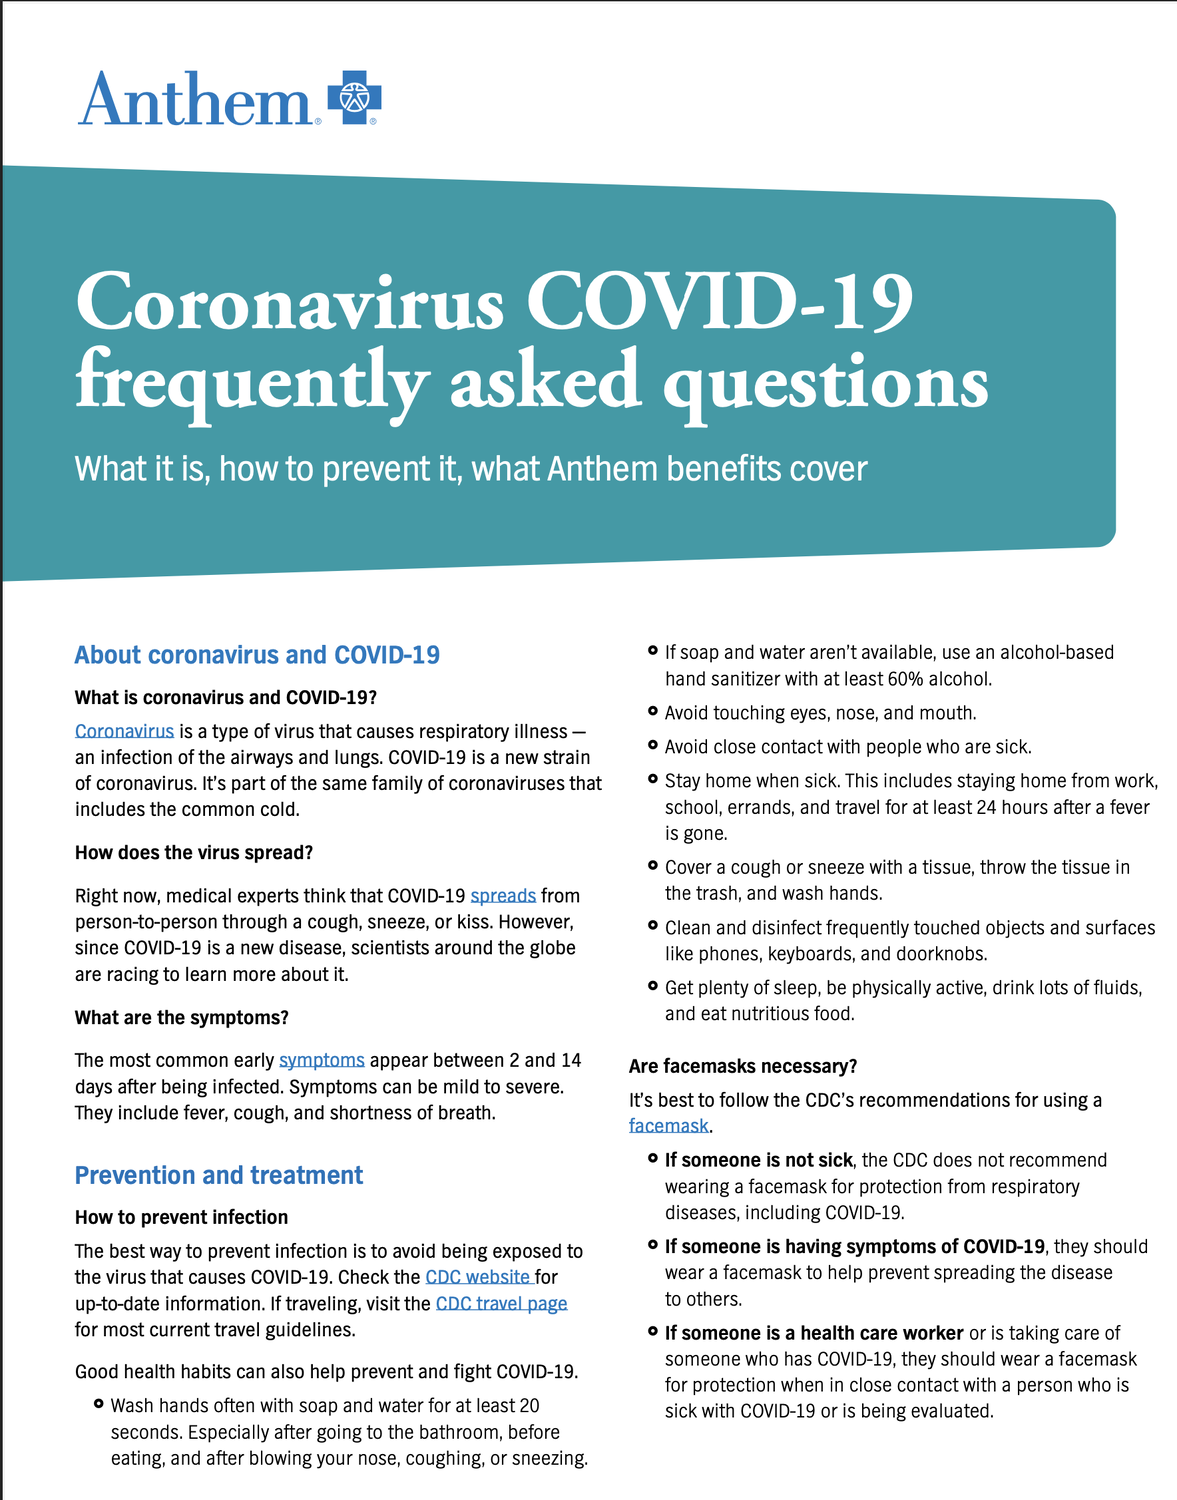 Anthem®
Coronavirus COVID-19
frequently asked questions
What it is, how to prevent it, what Anthem benefits cover
About coronavirus and COVID-19
What is coronavirus and COVID-19?
Coronavirus is a type of virus that causes respiratory illness —
an infection of the airways and lungs. COVID-19 is a new strain
of coronavirus. It’s part of the same family of coronaviruses that
includes the common cold.
How does the virus spread?
Right now, medical experts think that COVID-19 spreads from
person-to-person through a cough, sneeze, or kiss. However,
since COVID-19 is a new disease, scientists around the globe
are racing to learn more about it.
What are the symptoms?
The most common early symptoms appear between 2 and 14
days after being infected. Symptoms can be mild to severe.
They include fever, cough, and shortness of breath.
Prevention and treatment
How to prevent infection
The best way to prevent infection is to avoid being exposed to
the virus that causes COVID-19. Check the CDC website for
up-to-date information. If traveling, visit the CDC travel page
for most current travel guidelines.
Good health habits can also help prevent and fight COVID-19.
Wash hands often with soap and water for at least 20
seconds. Especially after going to the bathroom, before
eating, and after blowing your nose, coughing, or sneezing.
If soap and water aren’t available, use an alcohol-based
hand sanitizer with at least 60% alcohol.
Avoid touching eyes, nose, and mouth.
Avoid close contact with people who are sick.
Stay home when sick. This includes staying home from work,
school, errands, and travel for at least 24 hours after a fever
is gone.
Cover a cough or sneeze with a tissue, throw the tissue in
the trash, and wash hands.
Clean and disinfect frequently touched objects and surfaces
like phones, keyboards, and doorknobs.
Get plenty of sleep, be physically active, drink lots of fluids,
and eat nutritious food.
Are facemasks necessary?
It’s best to follow the CDC’s recommendations for using a
facemask.
If someone is not sick, the CDC does not recommend
wearing a facemask for protection from respiratory
diseases, including COVID-19.
If someone is having symptoms of COVID-19, they should
wear a facemask to help prevent spreading the disease
to others.
If someone is a health care worker or is taking care of
someone who has COVID-19, they should wear a facemask
for protection when in close contact with a person who is
sick with COVID-19 or is being evaluated.